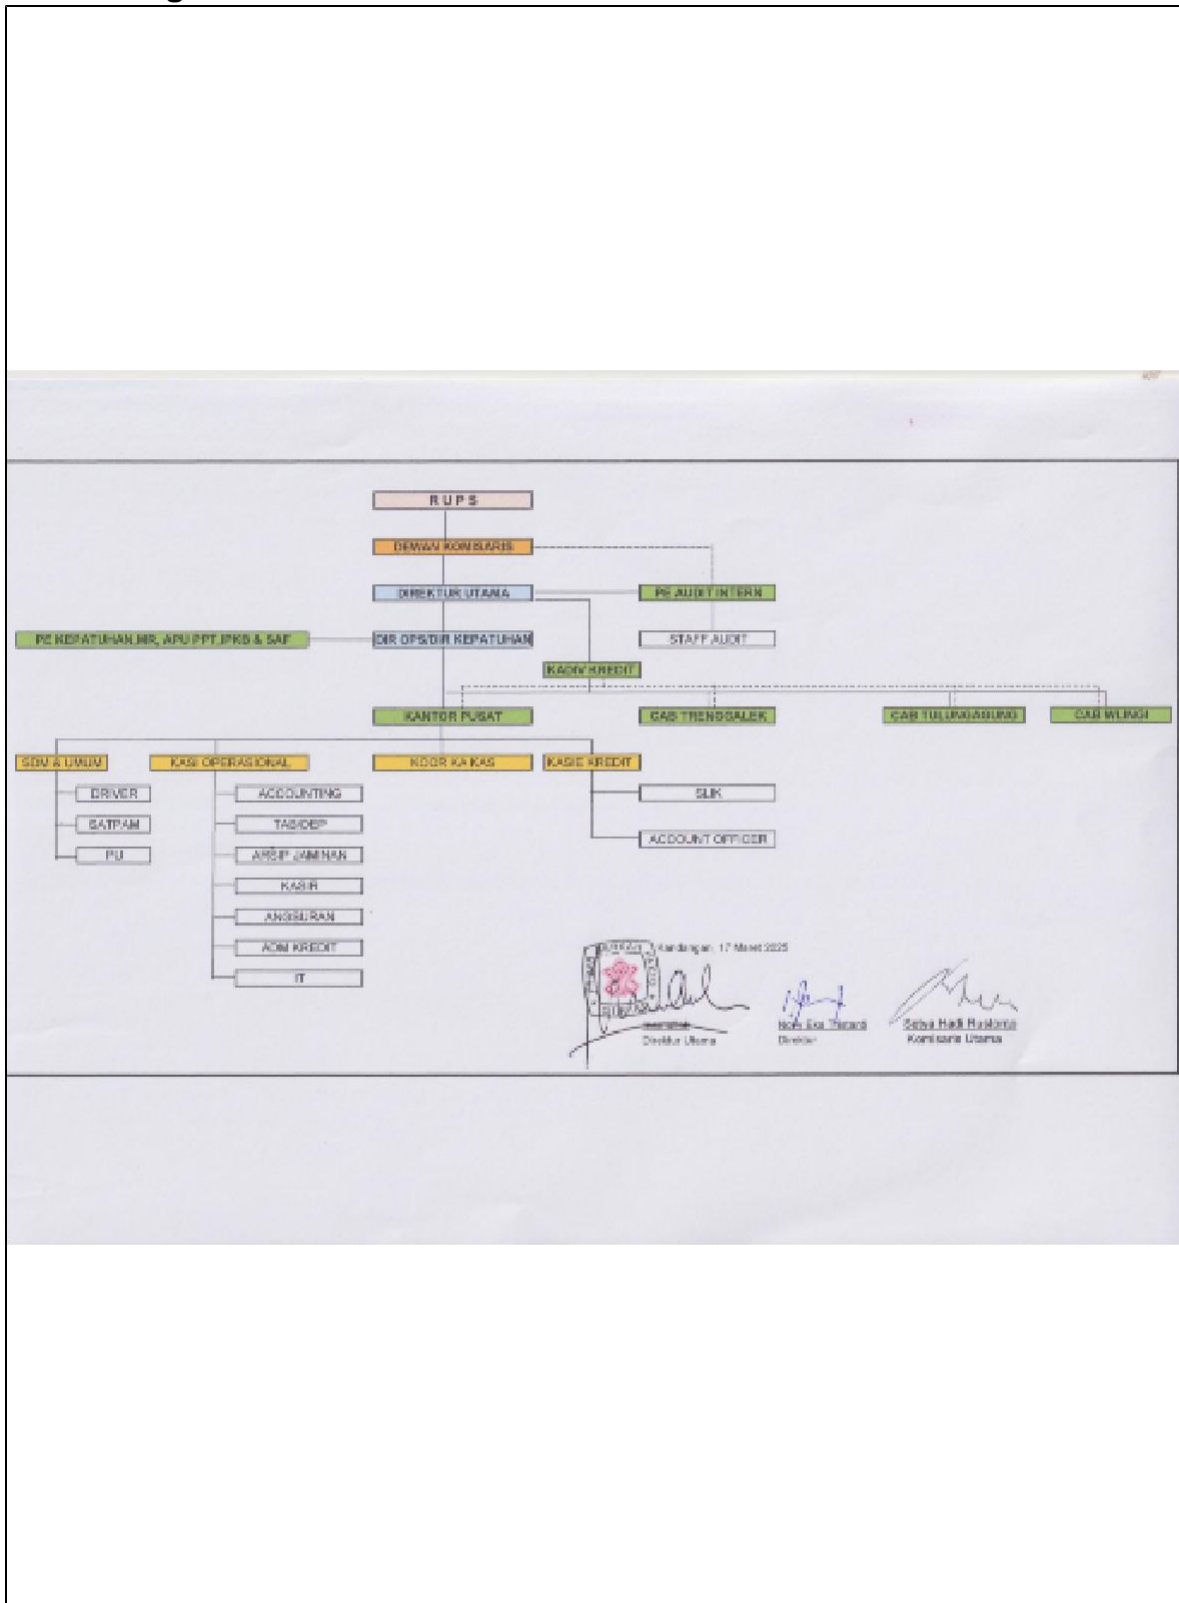 R U P S
DEWAN KOMISARIS
DIREKTUR UTAMA
PE AUDIT INTERN
PE KEPATUHAN,MR, APU PPT,
DIR OPS/DIR KEPATUHAN
STAFF AUDIT
KADIV KREDIT
KANTOR PUSAT
CAB TRENGGALEK
CAB TULUNGAGUNG
CAB WLINGI
SDM & UMUM
KASI OPERASIONAL
KOOR KA KAS
KASIE KREDIT
DRIVER
ACCOUNTING
SLIK
SATPAM
TAB/DEP
ACCOUNT OFFICER
PU
ARSIP JAMINAN
KASIR
ANGSURAN
ADM KREDIT
IT
Kandangan, 17 Maret 2025
Direktur Utama
Direktur
Setya Hadi
Komisaris Utama